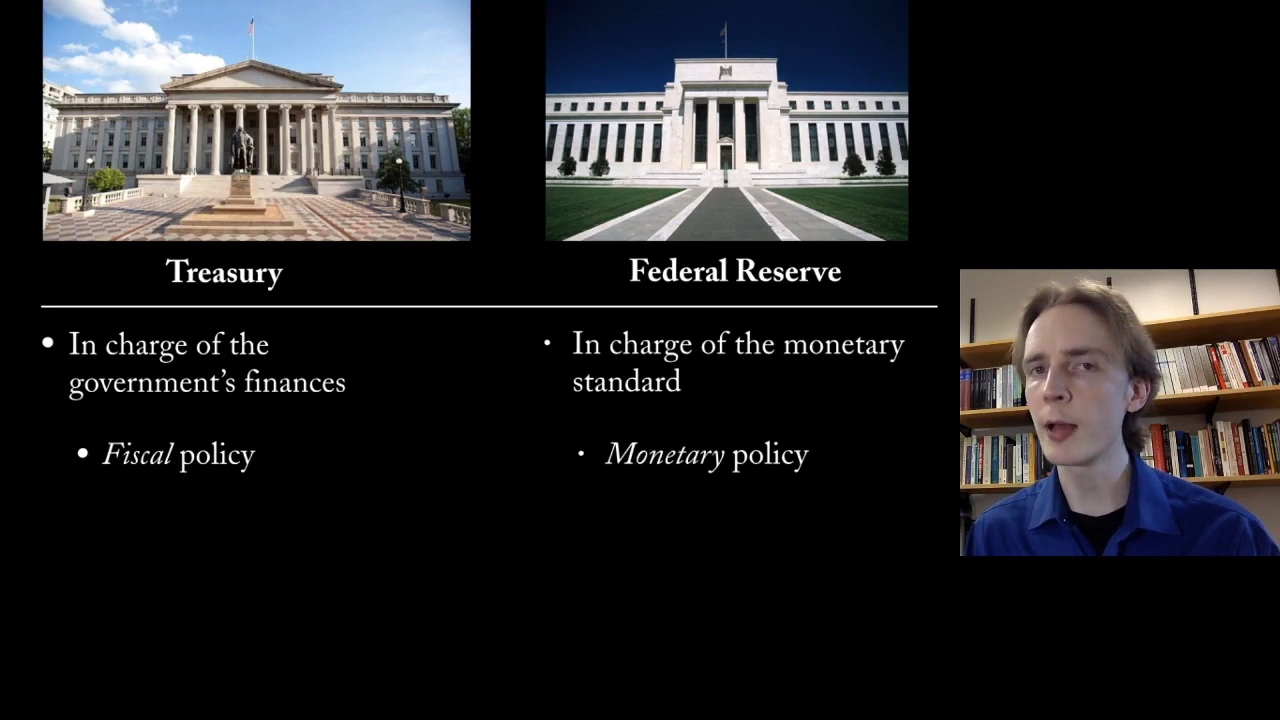 Treasury
Federal Reserve
• In charge of the
government’s finances
• Fiscal policy
• In charge of the monetary
standard
• Monetary policy